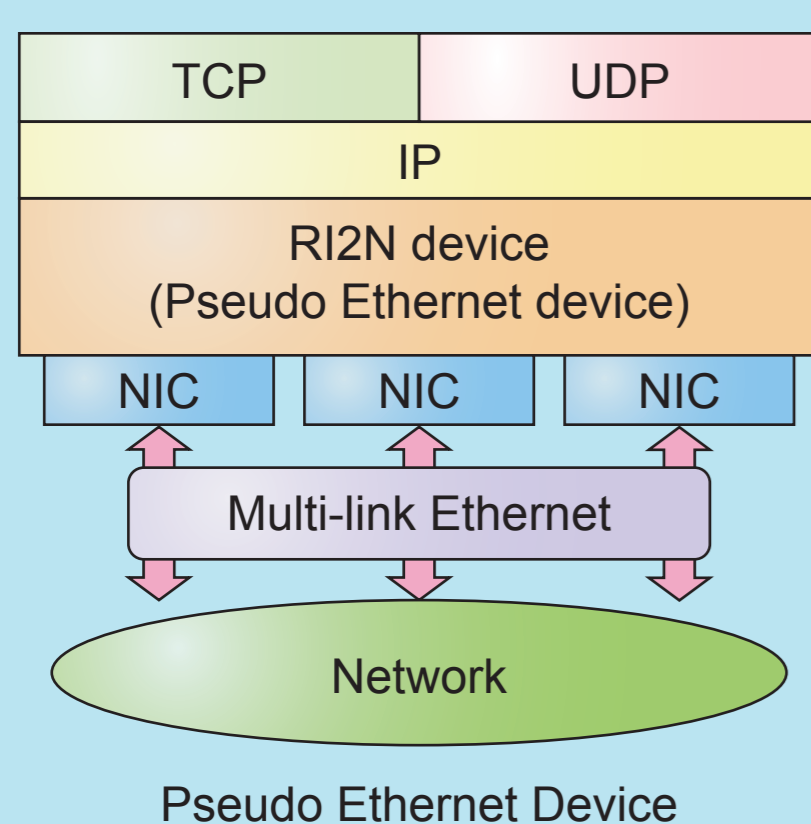 TCP
UDP
IP
RI2N device
(Pseudo Ethernet device)
NIC
NIC
NIC
Multi-link Ethernet
Network
Pseudo Ethernet Device